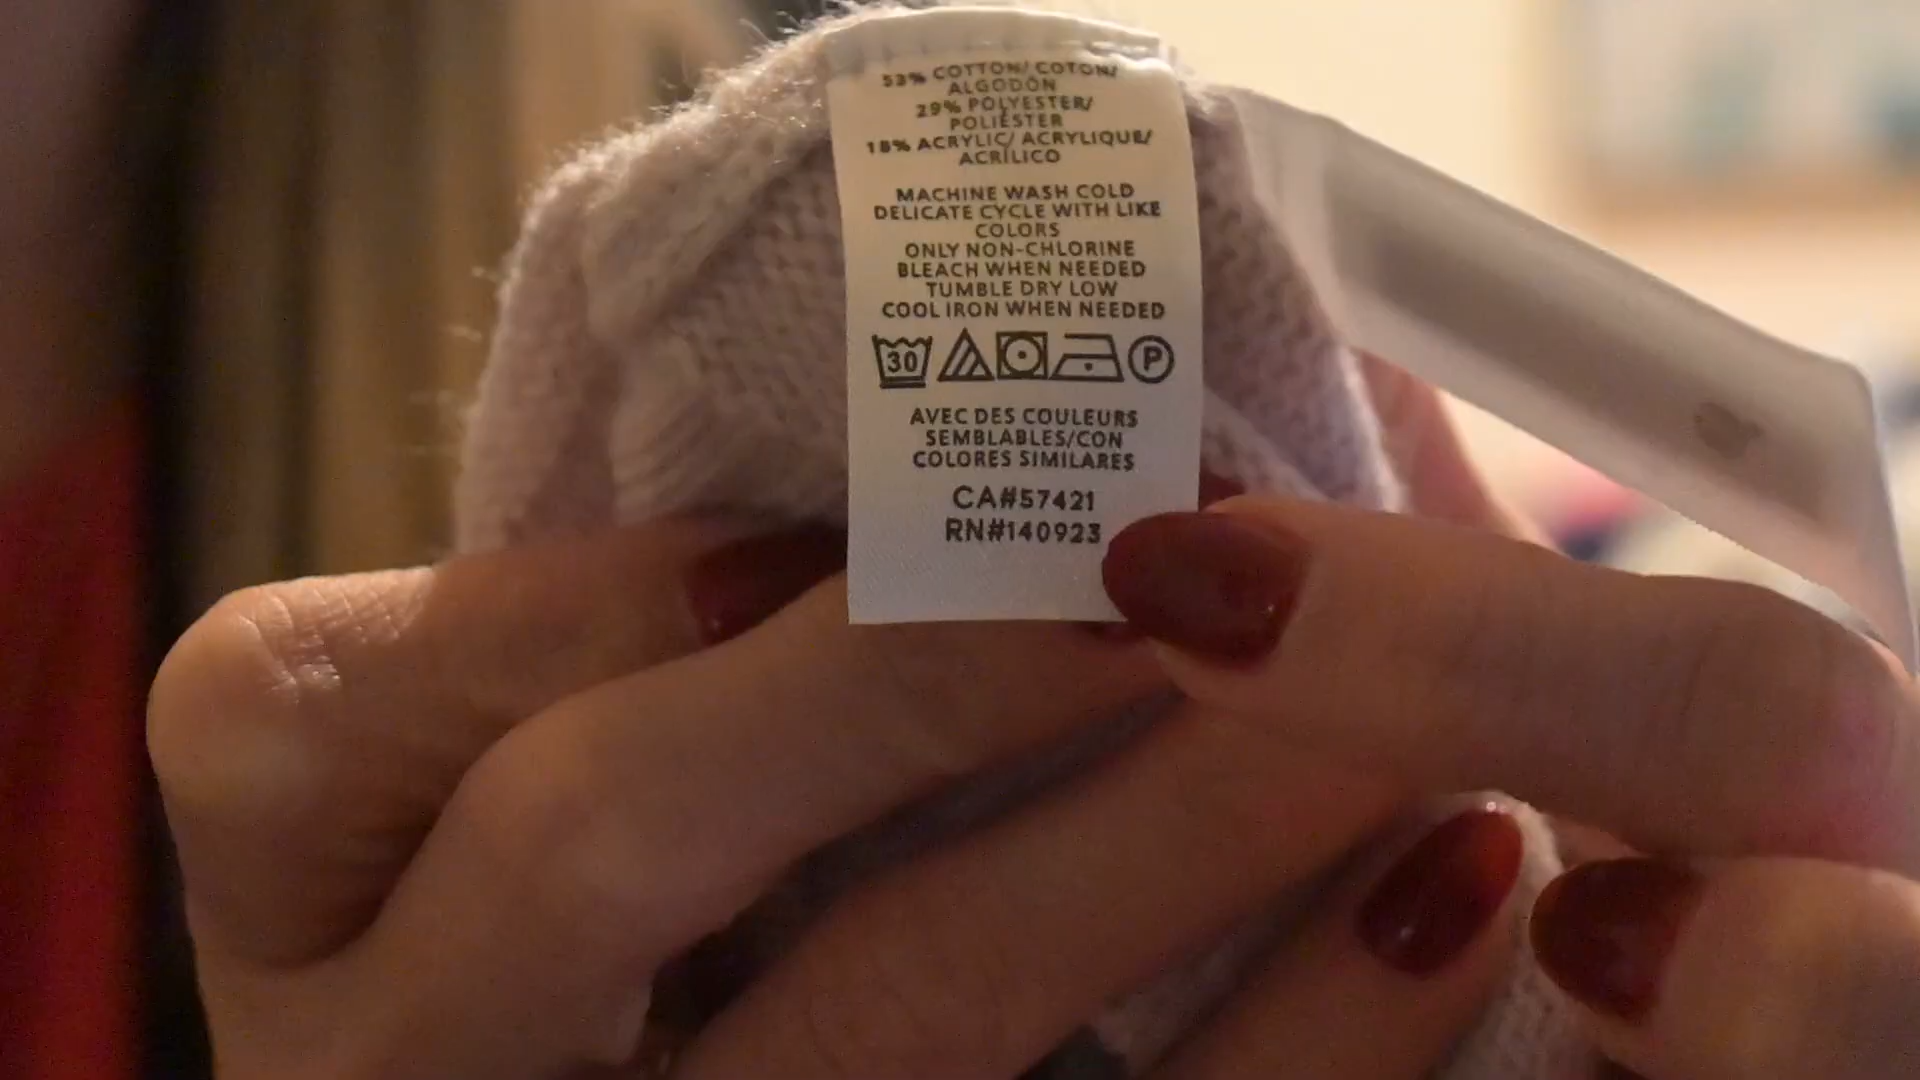 53% COTTON/ COTON/
ALGODÓN
29% POLYESTER/
POLIÉSTER
18% ACRYLIC/ ACRYLIQUE/
ACRÍLICO
MACHINE WASH COLD
DELICATE CYCLE WITH LIKE
COLORS
ONLY NON-CHLORINE
BLEACH WHEN NEEDED
TUMBLE DRY LOW
COOL IRON WHEN NEEDED
30 P
AVEC DES COULEURS
SEMBLABLES/CON
COLORES SIMILARES
CA#57421
RN#140923